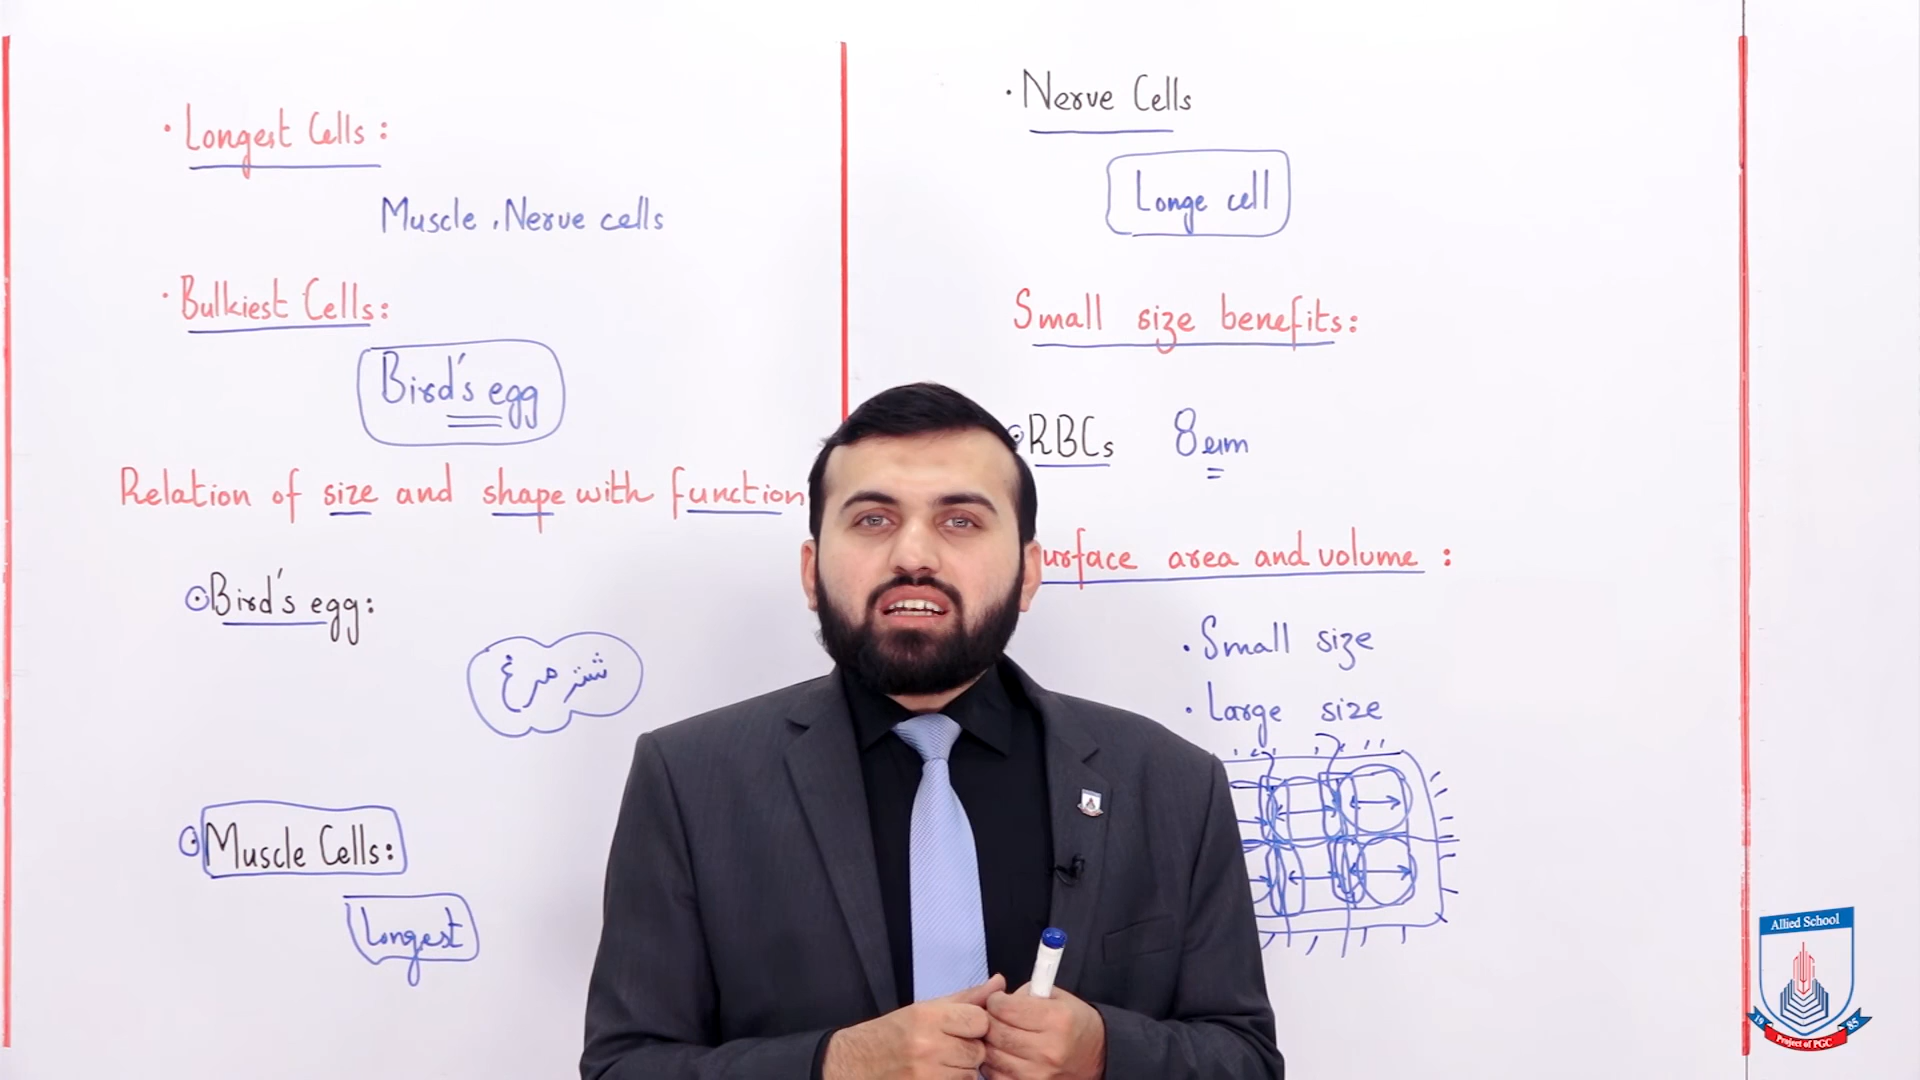 · Longest Cells:
Muscle, Nerve cells
· Bulkiest Cells:
Bird's egg
Relation of size and shape with function
Bird's egg:
شتر مرغ
Muscle Cells:
Longest
· Nerve Cells
Longe cell
Small size benefits:
RBCs 8 um
urface area and volume :
· Small size
· Large size
Allied School
19 85
Project of PGC